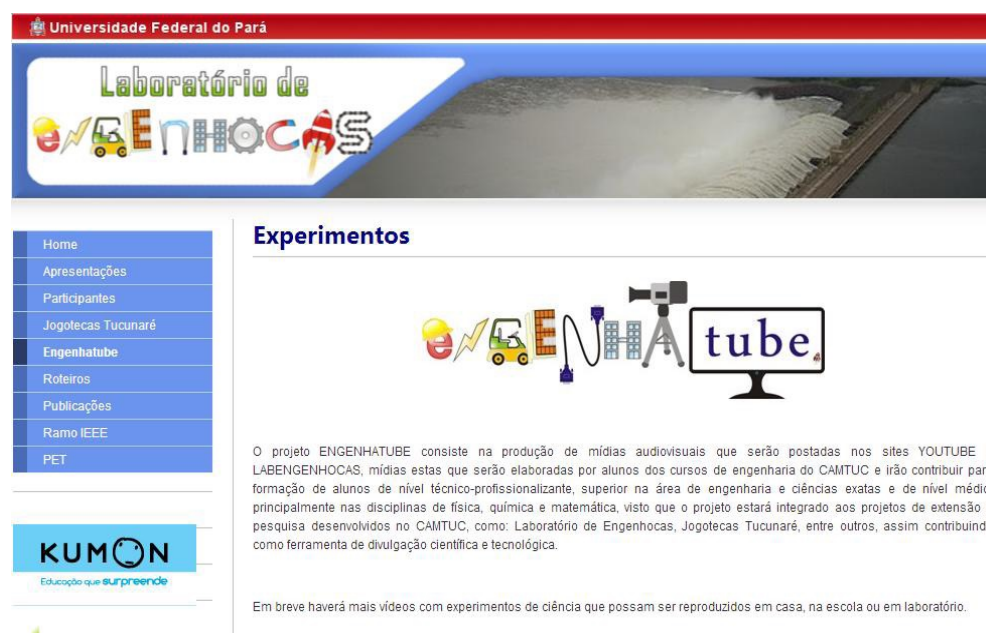 Universidade Federal do Pará
Laboratório de
eNGENHOCAS
Home
Apresentações
Participantes
Jogotecas Tucunaré
Engenhatube
Roteiros
Publicações
Ramo IEEE
PET
KUMON
Educação que surpreende
Experimentos
eNGENHA tube
O projeto ENGENHATUBE consiste na produção de mídias audiovisuais que serão postadas nos sites YOUTUBE
LABENGENHOCAS, mídias estas que serão elaboradas por alunos dos cursos de engenharia do CAMTUC e irão contribuir par
formação de alunos de nível técnico-profissionalizante, superior na área de engenharia e ciências exatas e de nível médi
principalmente nas disciplinas de física, química e matemática, visto que o projeto estará integrado aos projetos de extensão
pesquisa desenvolvidos no CAMTUC, como: Laboratório de Engenhocas, Jogotecas Tucunaré, entre outros, assim contribuind
como ferramenta de divulgação científica e tecnológica.
Em breve haverá mais vídeos com experimentos de ciência que possam ser reproduzidos em casa, na escola ou em laboratório.